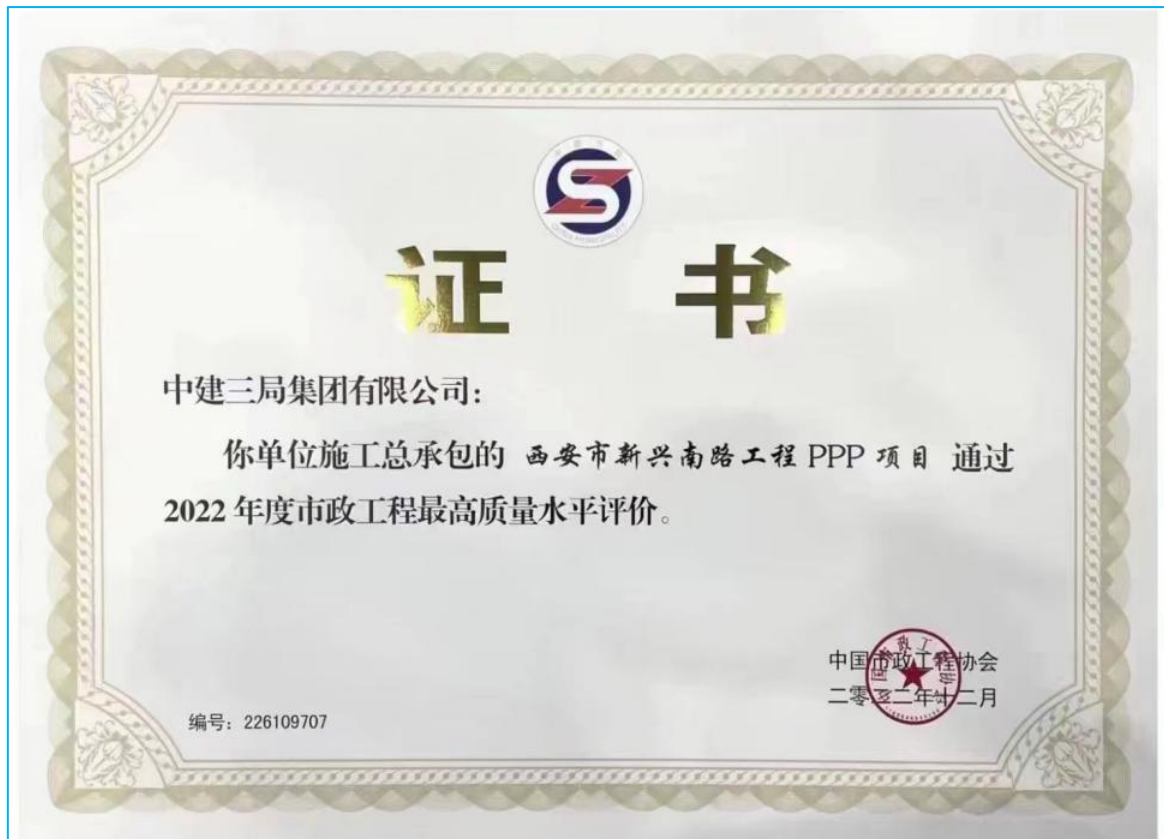 证 书
中建三局集团有限公司：
你单位施工总承包的 西安市新兴南路工程 PPP 项目 通过
2022 年度市政工程最高质量水平评价。
中国市政工程协会
二零二二年十二月
编号：226109707